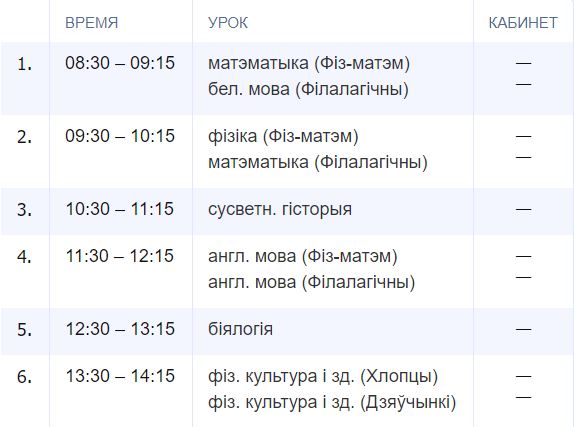 ВРЕМЯ УРОК КАБИНЕТ
1. 08:30 – 09:15 матэматыка (Фіз-матэм) —
бел. мова (Філалагічны) —
2. 09:30 – 10:15 фізіка (Фіз-матэм) —
матэматыка (Філалагічны) —
3. 10:30 – 11:15 сусветн. гісторыя —
4. 11:30 – 12:15 англ. мова (Фіз-матэм) —
англ. мова (Філалагічны) —
5. 12:30 – 13:15 біялогія —
6. 13:30 – 14:15 фіз. культура і зд. (Хлопцы) —
фіз. культура і зд. (Дзяўчынкі) —